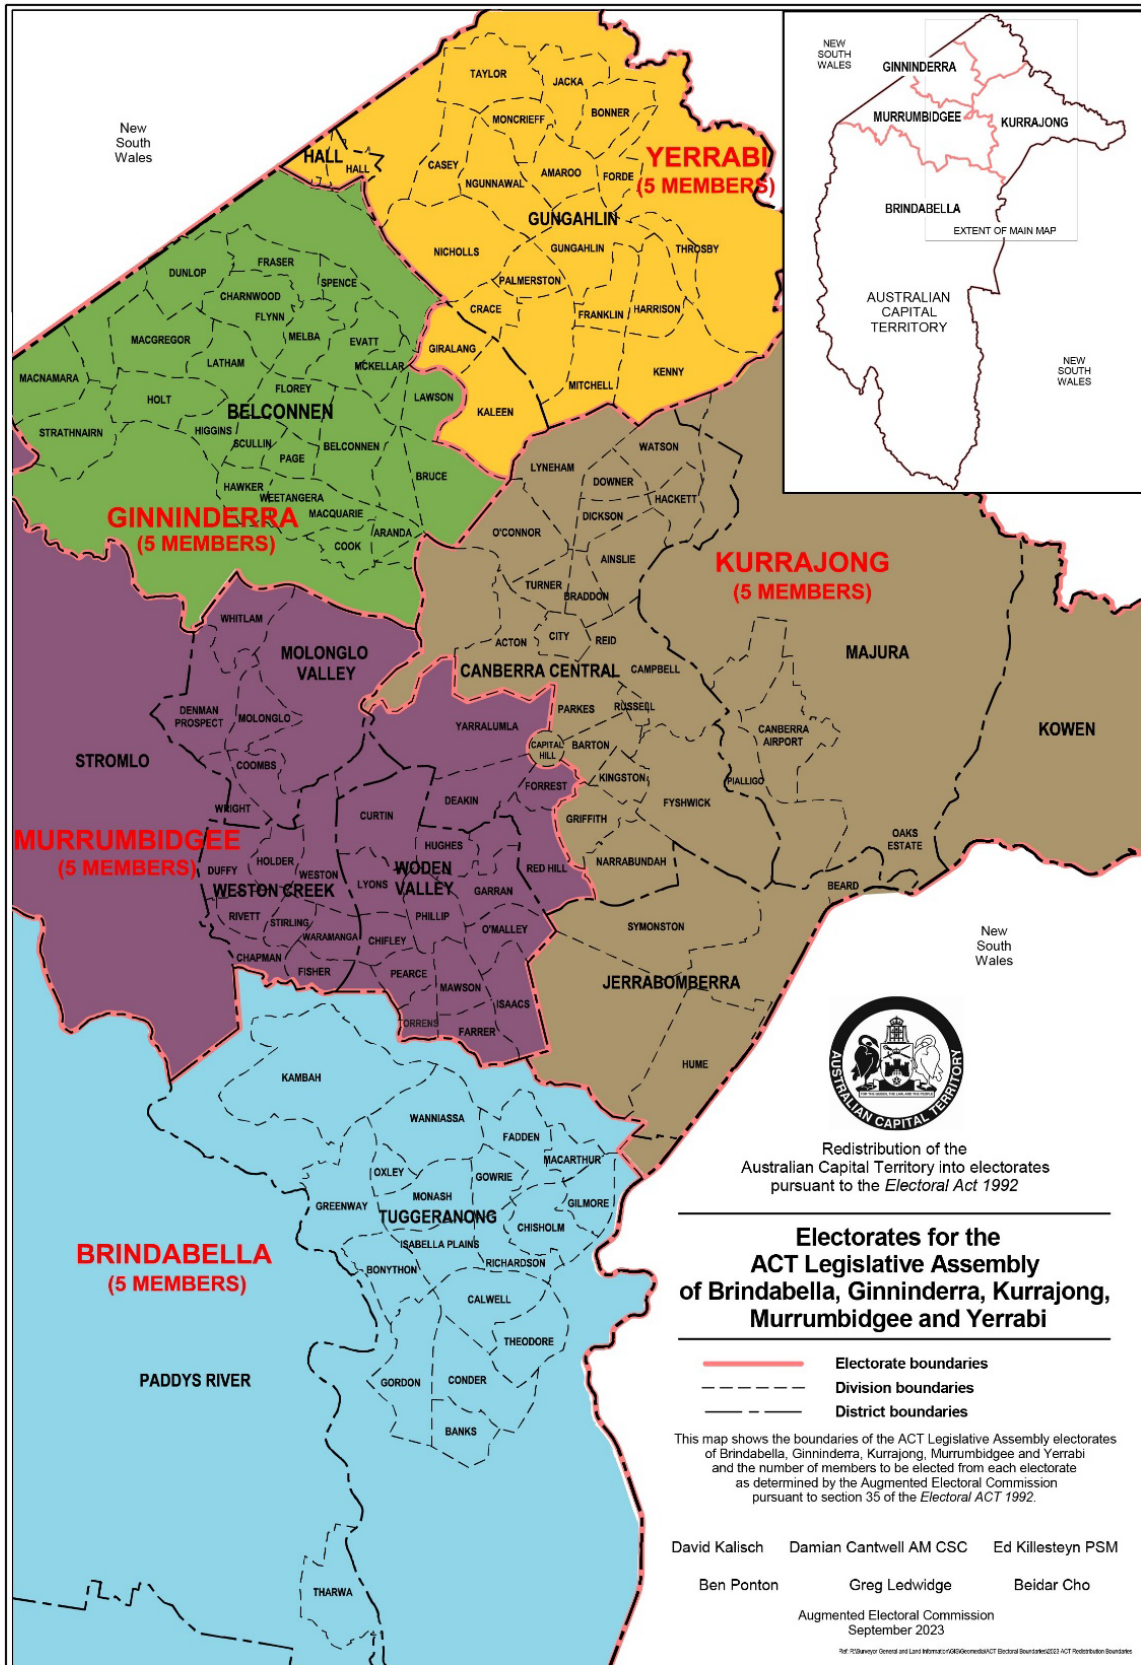 New
South
Wales
TAYLOR
JACKA
BONNER
MONCRIEFF
HALL
HALL
CASEY
NGUNNAWAL
AMAROO
FORDE
YERRABI
(5 MEMBERS)
GUNGAHLIN
NICHOLLS
GUNGAHLIN
THROSBY
PALMERSTON
CRACE
FRANKLIN
HARRISON
GIRALANG
MITCHELL
KENNY
KALEEN
NEW
SOUTH
WALES
GINNINDERRA
MURRUMBIDGEE
KURRAJONG
BRINDABELLA
EXTENT OF MAIN MAP
AUSTRALIAN
CAPITAL
TERRITORY
NEW
SOUTH
WALES
DUNLOP
FRASER
SPENCE
CHARNWOOD
FLYNN
MACGREGOR
MELBA
EVATT
LATHAM
MCKELLAR
MACNAMARA
HOLT
FLOREY
LAWSON
BELCONNEN
STRATHNAIRN
HIGGINS
SCULLIN
BELCONNEN
PAGE
BRUCE
HAWKER
WEETANGERA
MACQUARIE
GINNINDERRA
(5 MEMBERS)
ARANDA
COOK
WATSON
LYNEHAM
DOWNER
HACKETT
DICKSON
O'CONNOR
AINSLIE
KURRAJONG
(5 MEMBERS)
TURNER
BRADDON
ACTON
CITY
REID
CANBERRA CENTRAL
CAMPBELL
MAJURA
PARKES
RUSSELL
CANBERRA
AIRPORT
KOWEN
CAPITAL
HILL
BARTON
KINGSTON
PIALLIGO
FYSHWICK
GRIFFITH
OAKS
ESTATE
NARRABUNDAH
BEARD
SYMONSTON
JERRABOMBERRA
HUME
WHITLAM
MOLONGLO
VALLEY
DENMAN
PROSPECT
MOLONGLO
YARRALUMLA
STROMLO
COOMBS
DEAKIN
FORREST
WRIGHT
CURTIN
MURRUMBIDGEE
(5 MEMBERS)
HUGHES
HOLDER
DUFFY
WESTON
WESTON CREEK
LYONS
WODEN
VALLEY
RED HILL
GARRAN
RIVETT
STIRLING
PHILLIP
O'MALLEY
WARAMANGA
CHIFLEY
CHAPMAN
FISHER
PEARCE
MAWSON
ISAACS
ORRENS
FARRER
New
South
Wales
KAMBAH
WANNIASSA
FADDEN
MACARTHUR
OXLEY
GOWRIE
MONASH
GREENWAY
GILMORE
TUGGERANONG
CHISHOLM
ISABELLA PLAINS
BRINDABELLA
(5 MEMBERS)
BONYTHON
RICHARDSON
CALWELL
THEODORE
PADDYS RIVER
GORDON
CONDER
BANKS
THARWA
AUSTRALIAN CAPITAL TERRITORY
FOR THE QUEEN, THE LAW, AND THE PEOPLE
Redistribution of the
Australian Capital Territory into electorates
pursuant to the Electoral Act 1992
Electorates for the
ACT Legislative Assembly
of Brindabella, Ginninderra, Kurrajong,
Murrumbidgee and Yerrabi
Electorate boundaries
Division boundaries
District boundaries
This map shows the boundaries of the ACT Legislative Assembly electorates
of Brindabella, Ginninderra, Kurrajong, Murrumbidgee and Yerrabi
and the number of members to be elected from each electorate
as determined by the Augmented Electoral Commission
pursuant to section 35 of the Electoral ACT 1992.
David Kalisch Damian Cantwell AM CSC Ed Killesteyn PSM
Ben Ponton Greg Ledwidge Beidar Cho
Augmented Electoral Commission
September 2023